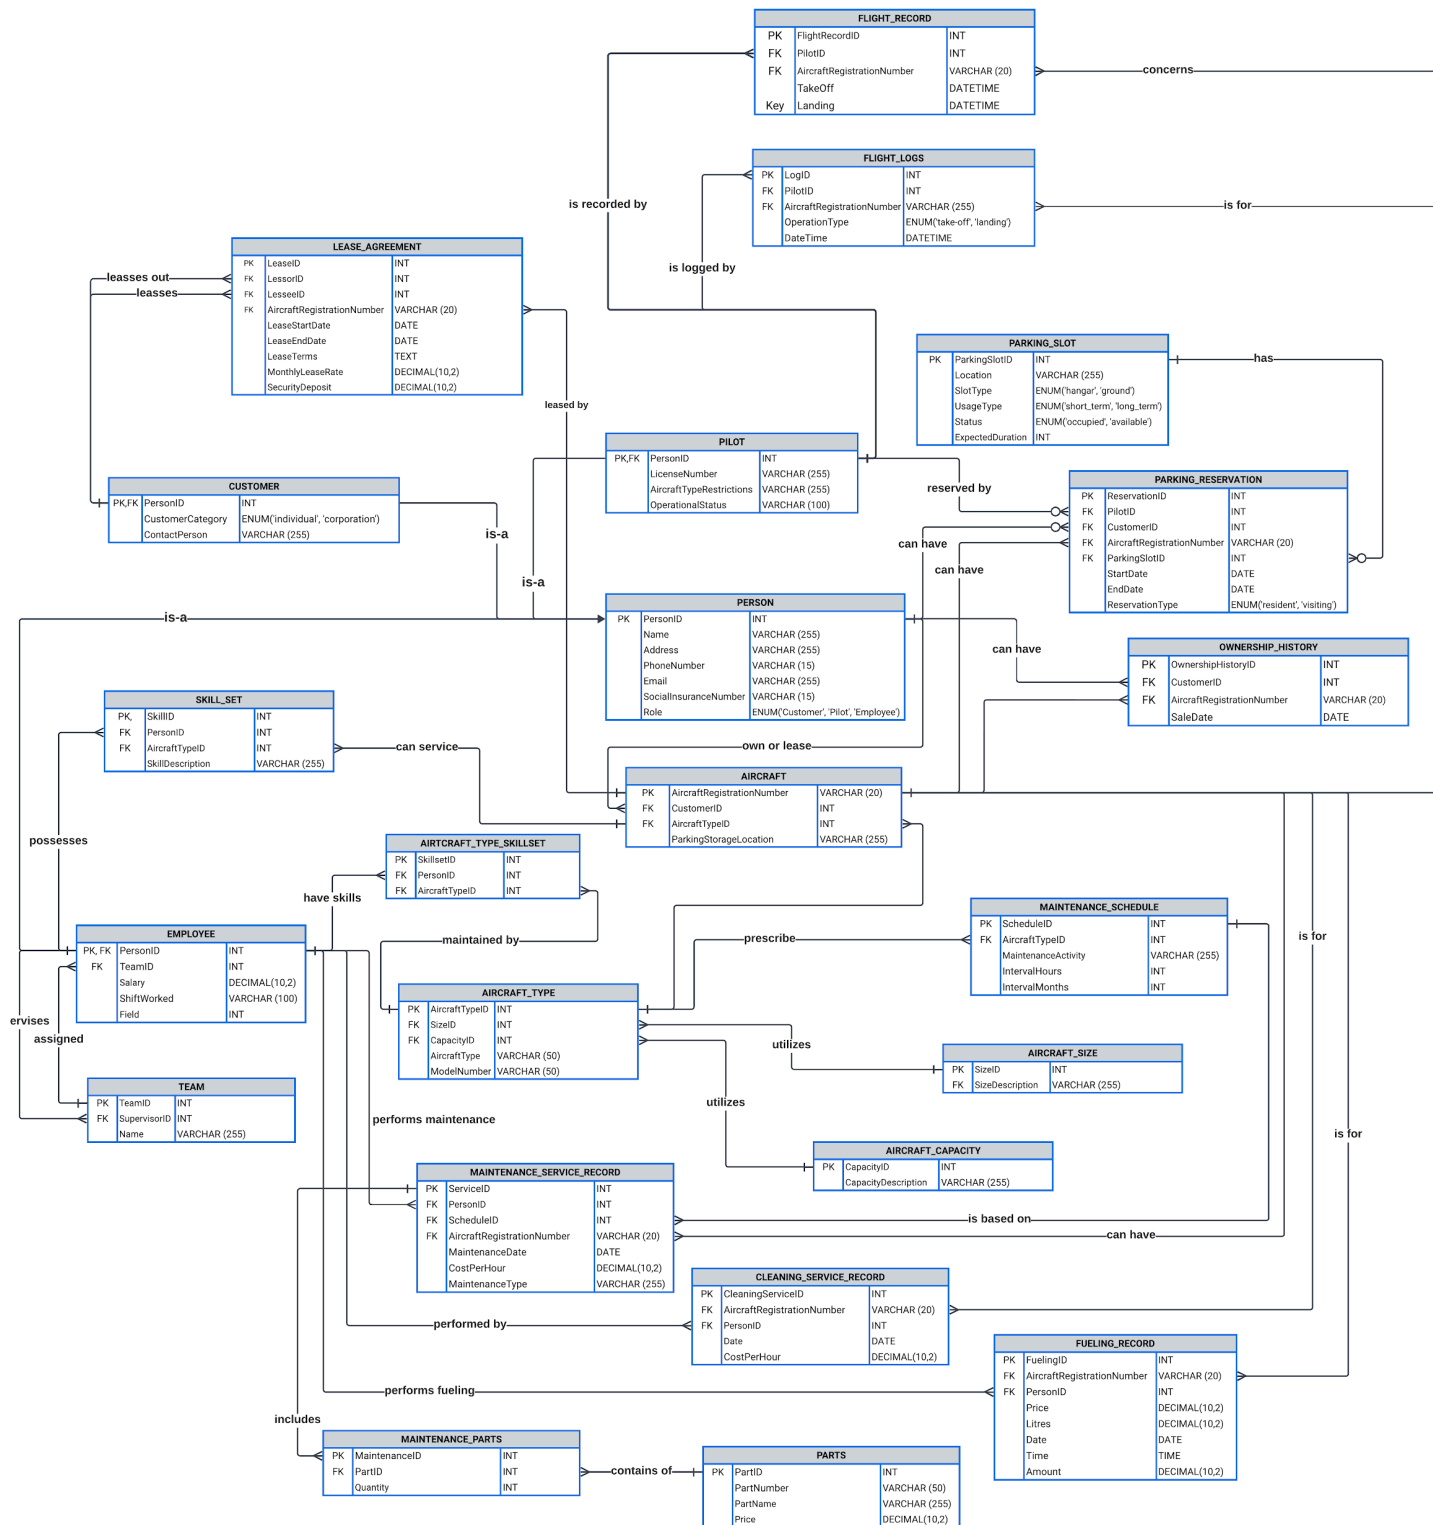 FLIGHT_RECORD
PK FlightRecordID INT
FK PilotID INT
FK AircraftRegistrationNumber VARCHAR (20)
TakeOff DATETIME
Key Landing DATETIME
concerns
FLIGHT_LOGS
PK LogID INT
FK PilotID INT
FK AircraftRegistrationNumber VARCHAR (255)
OperationType ENUM('take-off', 'landing')
DateTime DATETIME
is for
is recorded by
is logged by
LEASE_AGREEMENT
PK LeaseID INT
FK LessorID INT
FK LesseeID INT
FK AircraftRegistrationNumber VARCHAR (20)
LeaseStartDate DATE
LeaseEndDate DATE
LeaseTerms TEXT
MonthlyLeaseRate DECIMAL(10,2)
SecurityDeposit DECIMAL(10,2)
leasses out
leasses
leased by
PARKING_SLOT
PK ParkingSlotID INT
Location VARCHAR (255)
SlotType ENUM('hangar', 'ground')
UsageType ENUM('short_term', 'long_term')
Status ENUM('occupied', 'available')
ExpectedDuration INT
has
PILOT
PK,FK PersonID INT
LicenseNumber VARCHAR (255)
AircraftTypeRestrictions VARCHAR (255)
OperationalStatus VARCHAR (100)
reserved by
can have
can have
PARKING_RESERVATION
PK ReservationID INT
FK PilotID INT
FK CustomerID INT
FK AircraftRegistrationNumber VARCHAR (20)
FK ParkingSlotID INT
StartDate DATE
EndDate DATE
ReservationType ENUM('resident', 'visiting')
CUSTOMER
PK,FK PersonID INT
CustomerCategory ENUM('individual', 'corporation')
ContactPerson VARCHAR (255)
is-a
is-a
is-a
PERSON
PK PersonID INT
Name VARCHAR (255)
Address VARCHAR (255)
PhoneNumber VARCHAR (15)
Email VARCHAR (255)
SocialInsuranceNumber VARCHAR (15)
Role ENUM('Customer', 'Pilot', 'Employee')
can have
OWNERSHIP_HISTORY
PK OwnershipHistoryID INT
FK CustomerID INT
FK AircraftRegistrationNumber VARCHAR (20)
SaleDate DATE
SKILL_SET
PK, SkillID INT
FK PersonID INT
FK AircraftTypeID INT
SkillDescription VARCHAR (255)
can service
own or lease
AIRCRAFT
PK AircraftRegistrationNumber VARCHAR (20)
FK CustomerID INT
FK AircraftTypeID INT
ParkingStorageLocation VARCHAR (255)
possesses
AIRTCRAFT_TYPE_SKILLSET
PK SkillsetID INT
FK PersonID INT
FK AircraftTypeID INT
have skills
maintained by
prescribe
MAINTENANCE_SCHEDULE
PK ScheduleID INT
FK AircraftTypeID INT
MaintenanceActivity VARCHAR (255)
IntervalHours INT
IntervalMonths INT
is for
EMPLOYEE
PK, FK PersonID INT
FK TeamID INT
Salary DECIMAL(10,2)
ShiftWorked VARCHAR (100)
Field INT
ervises
assigned
AIRCRAFT_TYPE
PK AircraftTypeID INT
FK SizeID INT
FK CapacityID INT
AircraftType VARCHAR (50)
ModelNumber VARCHAR (50)
utilizes
AIRCRAFT_SIZE
PK SizeID INT
FK SizeDescription VARCHAR (255)
TEAM
PK TeamID INT
FK SupervisorID INT
Name VARCHAR (255)
utilizes
performs maintenance
is for
AIRCRAFT_CAPACITY
PK CapacityID INT
CapacityDescription VARCHAR (255)
MAINTENANCE_SERVICE_RECORD
PK ServiceID INT
FK PersonID INT
FK ScheduleID INT
FK AircraftRegistrationNumber VARCHAR (20)
MaintenanceDate DATE
CostPerHour DECIMAL(10,2)
MaintenanceType VARCHAR (255)
is based on
can have
CLEANING_SERVICE_RECORD
PK CleaningServiceID INT
FK AircraftRegistrationNumber VARCHAR (20)
FK PersonID INT
Date DATE
CostPerHour DECIMAL(10,2)
performed by
FUELING_RECORD
PK FuelingID INT
FK AircraftRegistrationNumber VARCHAR (20)
FK PersonID INT
Price DECIMAL(10,2)
Litres DECIMAL(10,2)
Date DATE
Time TIME
Amount DECIMAL(10,2)
performs fueling
includes
MAINTENANCE_PARTS
PK MaintenanceID INT
FK PartID INT
Quantity INT
contains of
PARTS
PK PartID INT
PartNumber VARCHAR (50)
PartName VARCHAR (255)
Price DECIMAL(10,2)